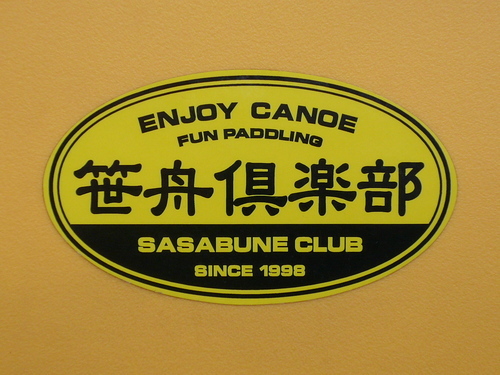 ENJOY CANOE
FUN PADDLING
笹舟倶楽部
SASABUNE CLUB
SINCE 1998